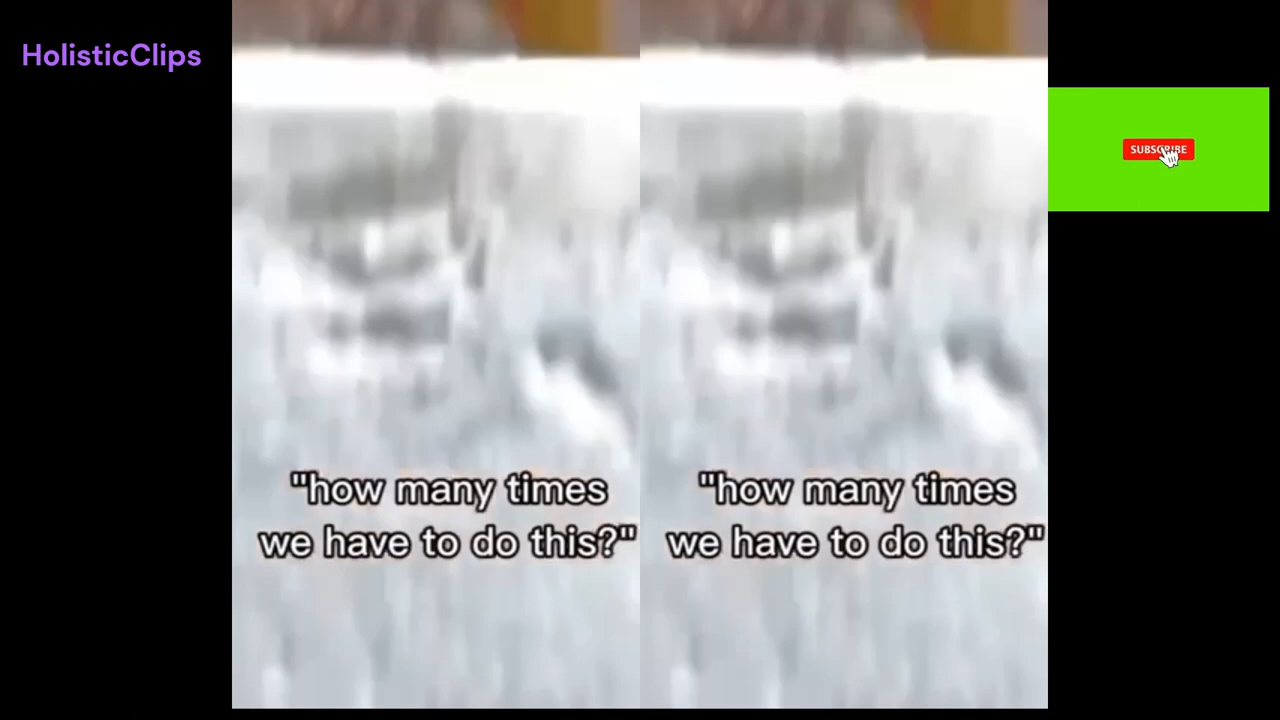 HolisticClips
SUBSCRIBE
"how many times
we have to do this?"
"how many times
we have to do this?"